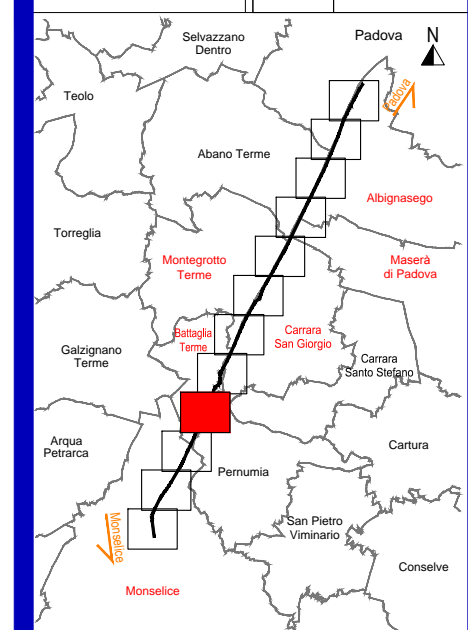 Selvazzano
Dentro
Padova
N
Teolo
Padova
Abano Terme
Albignasego
Torreglia
Montegrotto
Terme
Maserà
di Padova
Battaglia
Terme
Carrara
San Giorgio
Galzignano
Terme
Carrara
Santo Stefano
Arqua
Petrarca
Cartura
Pernumia
San Pietro
Viminario
Monselice
Conselve
Monselice